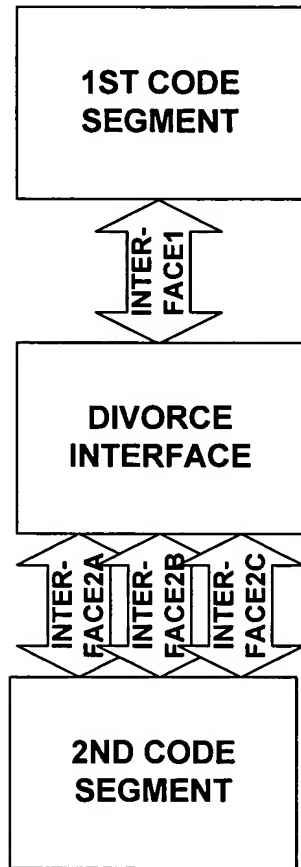 1ST CODE
SEGMENT
INTER-
FACE1
DIVORCE
INTERFACE
INTER-
FACE2A
INTER-
FACE2B
INTER-
FACE2C
2ND CODE
SEGMENT